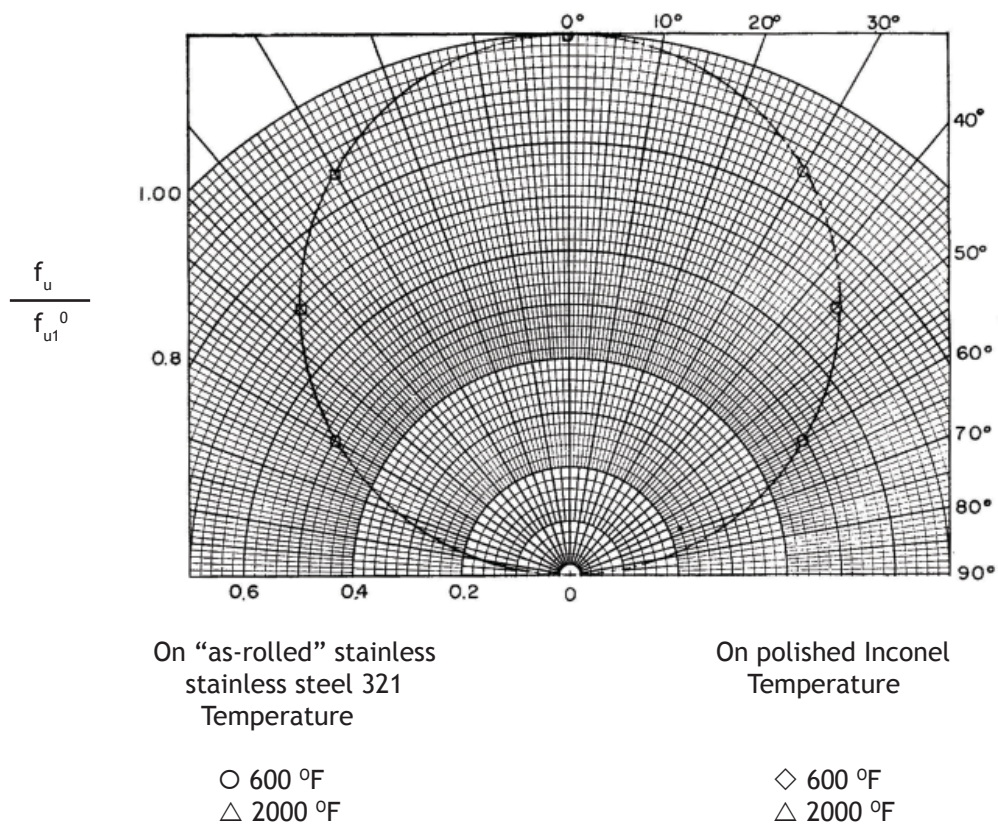 0° 10° 20° 30°
40°
1.00
50°
f_u
f_u1^0
0.8
60°
70°
80°
90°
0.6 0.4 0.2 0
On “as-rolled” stainless
stainless steel 321
Temperature
○ 600 °F
△ 2000 °F
On polished Inconel
Temperature
◇ 600 °F
△ 2000 °F